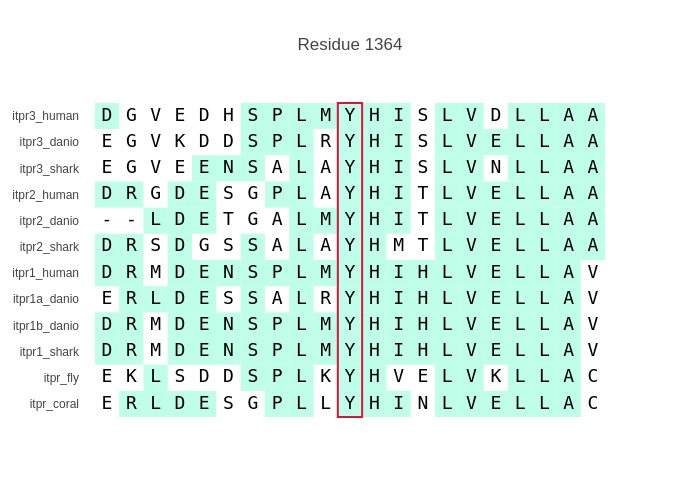 Residue 1364
itpr3_human D G V E D H S P L M Y H I S L V D L L A A
itpr3_danio E G V K D D S P L R Y H I S L V E L L A A
itpr3_shark E G V E E N S A L A Y H I S L V N L L A A
itpr2_human D R G D E S G P L A Y H I T L V E L L A A
itpr2_danio - - L D E T G A L M Y H I T L V E L L A A
itpr2_shark D R S D G S S A L A Y H M T L V E L L A A
itpr1_human D R M D E N S P L M Y H I H L V E L L A V
itpr1a_danio E R L D E S S A L R Y H I H L V E L L A V
itpr1b_danio D R M D E N S P L M Y H I H L V E L L A V
itpr1_shark D R M D E N S P L M Y H I H L V E L L A V
itpr_fly E K L S D D S P L K Y H V E L V K L L A C
itpr_coral E R L D E S G P L L Y H I N L V E L L A C